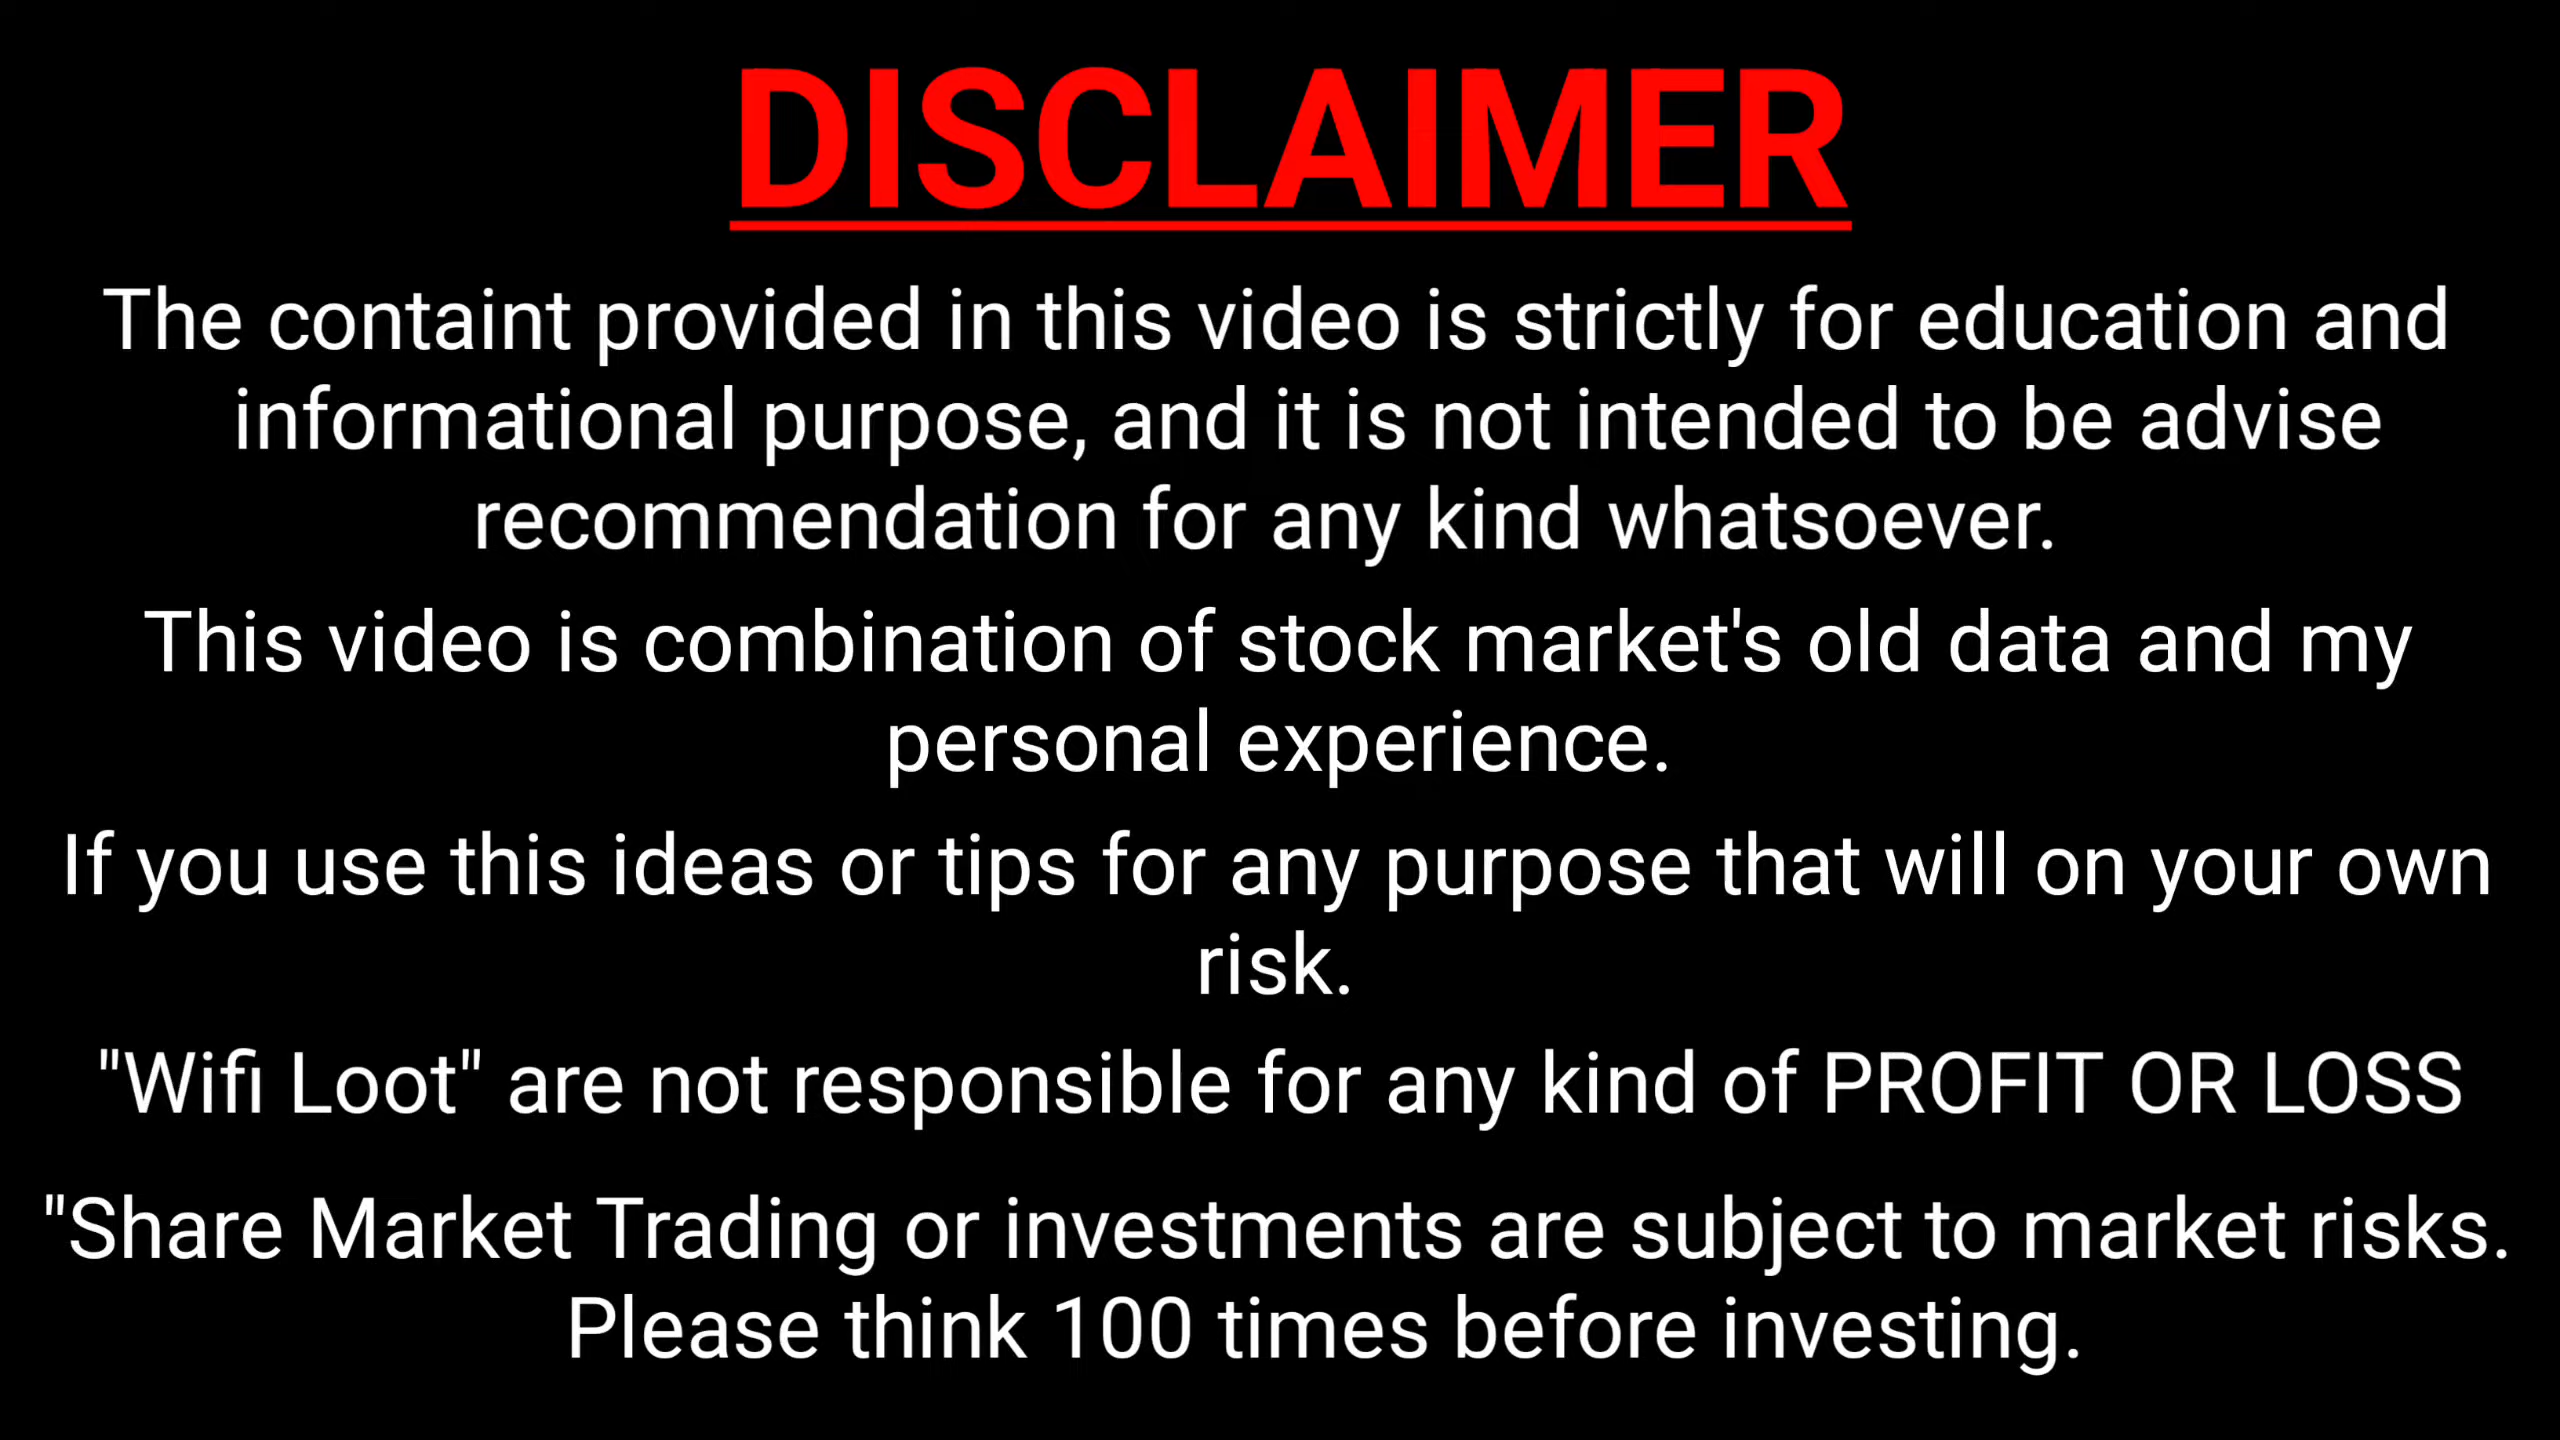 DISCLAIMER
The containt provided in this video is strictly for education and
informational purpose, and it is not intended to be advise
recommendation for any kind whatsoever.
This video is combination of stock market's old data and my
personal experience.
If you use this ideas or tips for any purpose that will on your own
risk.
"Wifi Loot" are not responsible for any kind of PROFIT OR LOSS
"Share Market Trading or investments are subject to market risks.
Please think 100 times before investing.